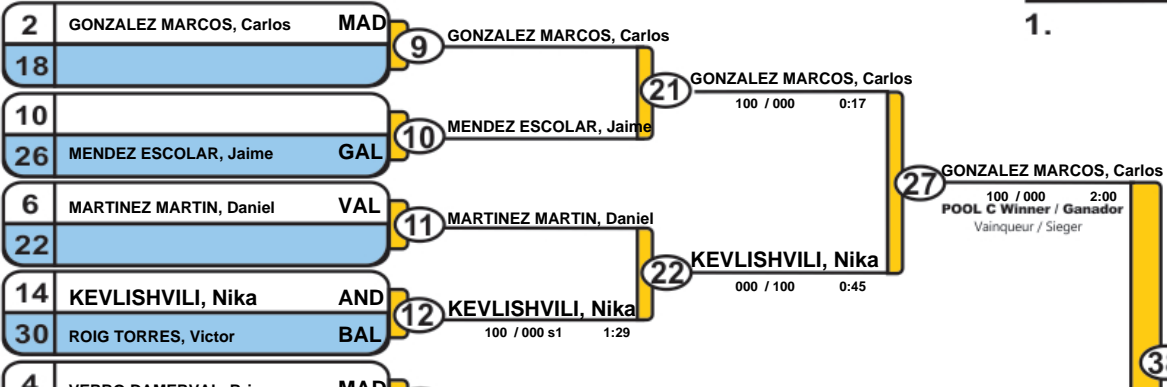 1.
2 GONZALEZ MARCOS, Carlos MAD
18
9 GONZALEZ MARCOS, Carlos
10
26 MENDEZ ESCOLAR, Jaime GAL
10 MENDEZ ESCOLAR, Jaime
21 GONZALEZ MARCOS, Carlos
100 / 000 0:17
6 MARTINEZ MARTIN, Daniel VAL
22
11 MARTINEZ MARTIN, Daniel
14 KEVLISHVILI, Nika AND
30 ROIG TORRES, Victor BAL
12 KEVLISHVILI, Nika
100 / 000 s1 1:29
22 KEVLISHVILI, Nika
000 / 100 0:45
27 GONZALEZ MARCOS, Carlos
100 / 000 2:00
POOL C Winner / Ganador
Vainqueur / Sieger
4 MAD